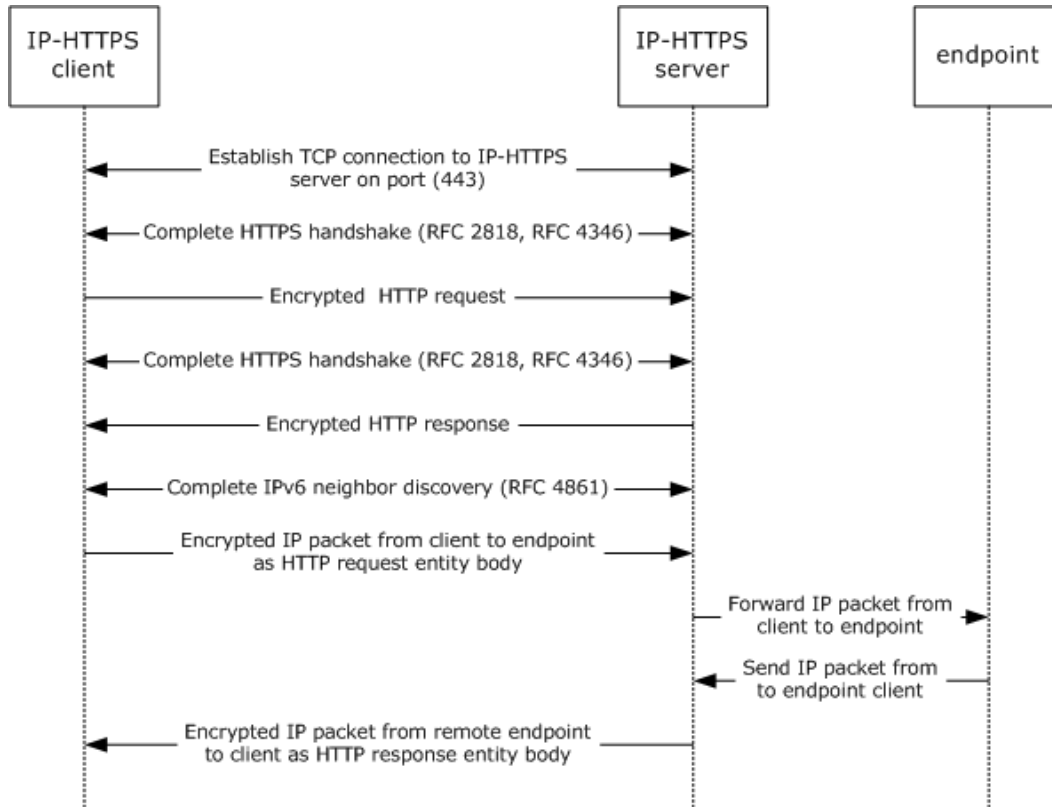 IP-HTTPS
client
IP-HTTPS
server
endpoint
Establish TCP connection to IP-HTTPS
server on port (443)
Complete HTTPS handshake (RFC 2818, RFC 4346)
Encrypted HTTP request
Complete HTTPS handshake (RFC 2818, RFC 4346)
Encrypted HTTP response
Complete IPv6 neighbor discovery (RFC 4861)
Encrypted IP packet from client to endpoint
as HTTP request entity body
Forward IP packet from
client to endpoint
Send IP packet from
to endpoint client
Encrypted IP packet from remote endpoint
to client as HTTP response entity body